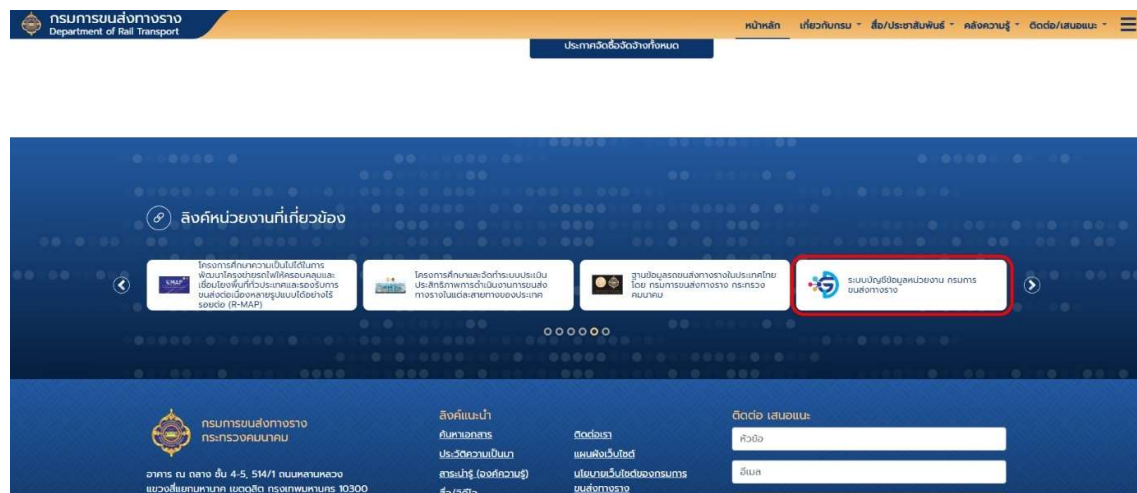 กรมการขนส่งทางราง
Department of Rail Transport
หน้าหลัก เกี่ยวกับกรม สื่อ/ประชาสัมพันธ์ คลังความรู้ ติดต่อ/เสนอแนะ
ประกาศจัดซื้อจัดจ้างทั้งหมด
ลิงค์หน่วยงานที่เกี่ยวข้อง
โครงการศึกษาความเป็นไปได้ในการ
พัฒนาโครงข่ายรถไฟให้ครอบคลุมและ
เชื่อมโยงพื้นที่ทั่วประเทศและรองรับการ
ขนส่งต่อเนื่องหลายรูปแบบได้อย่างไร้
รอยต่อ (R-MAP)
โครงการศึกษาและจัดทำระบบประเมิน
ประสิทธิภาพการดำเนินงานการขนส่ง
ทางรางในแต่ละสายทางของประเทศ
ฐานข้อมูลรถขนส่งทางรางในประเทศไทย
โดย กรมการขนส่งทางราง กระทรวง
คมนาคม
ระบบบัญชีข้อมูลหน่วยงาน กรมการ
ขนส่งทางราง
กรมการขนส่งทางราง
กระทรวงคมนาคม
อาคาร ณ ถลาง ชั้น 4-5, 514/1 ถนนหลานหลวง
แขวงสี่แยกมหานาค เขตดุสิต กรุงเทพมหานคร 10300
ลิงค์แนะนำ
ค้นหาเอกสาร
ประวัติความเป็นมา
สาระน่ารู้ (องค์ความรู้)
สื่อ/วิดีโอ
ติดต่อเรา
แผนผังเว็บไซต์
นโยบายเว็บไซต์ของกรมการ
ขนส่งทางราง
ติดต่อ เสนอแนะ
หัวข้อ
อีเมล